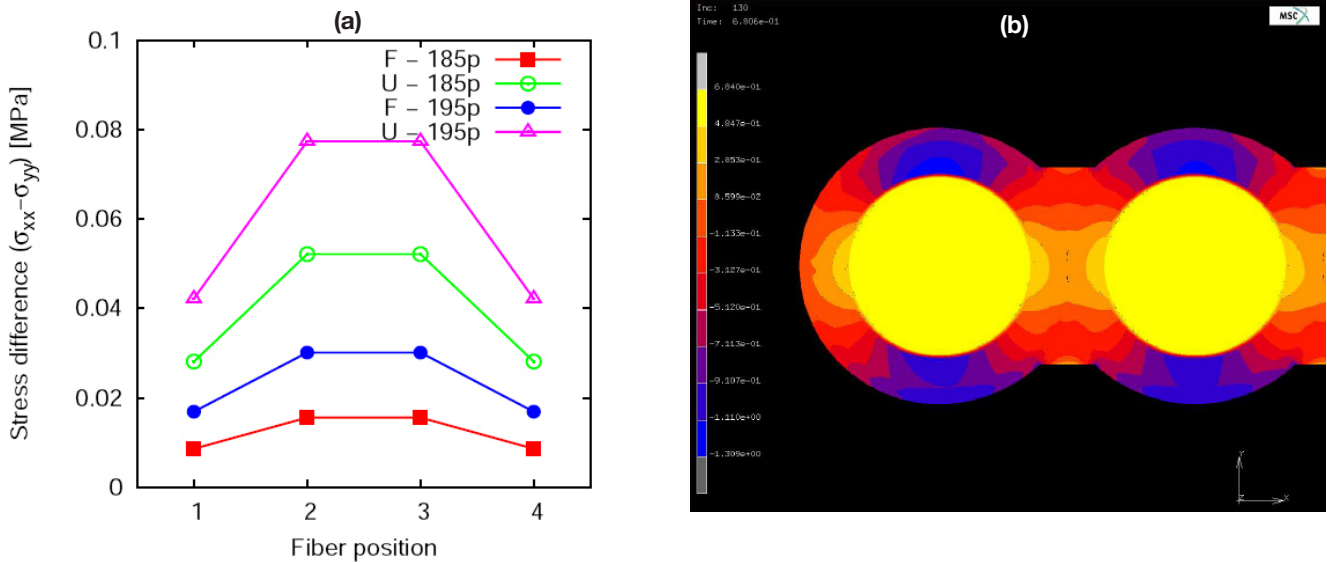 (a)
0.1
0.08
0.06
0.04
0.02
0
Stress difference (σxx−σyy) [MPa]
F − 185p
U − 185p
F − 195p
U − 195p
1 2 3 4
Fiber position
Inc: 130
Time: 6.806e-01
(b)
MSC
6.840e-01
4.847e-01
2.853e-01
8.599e-02
-1.133e-01
-3.127e-01
-5.120e-01
-7.113e-01
-9.107e-01
-1.110e+00
-1.309e+00
Y
Z X